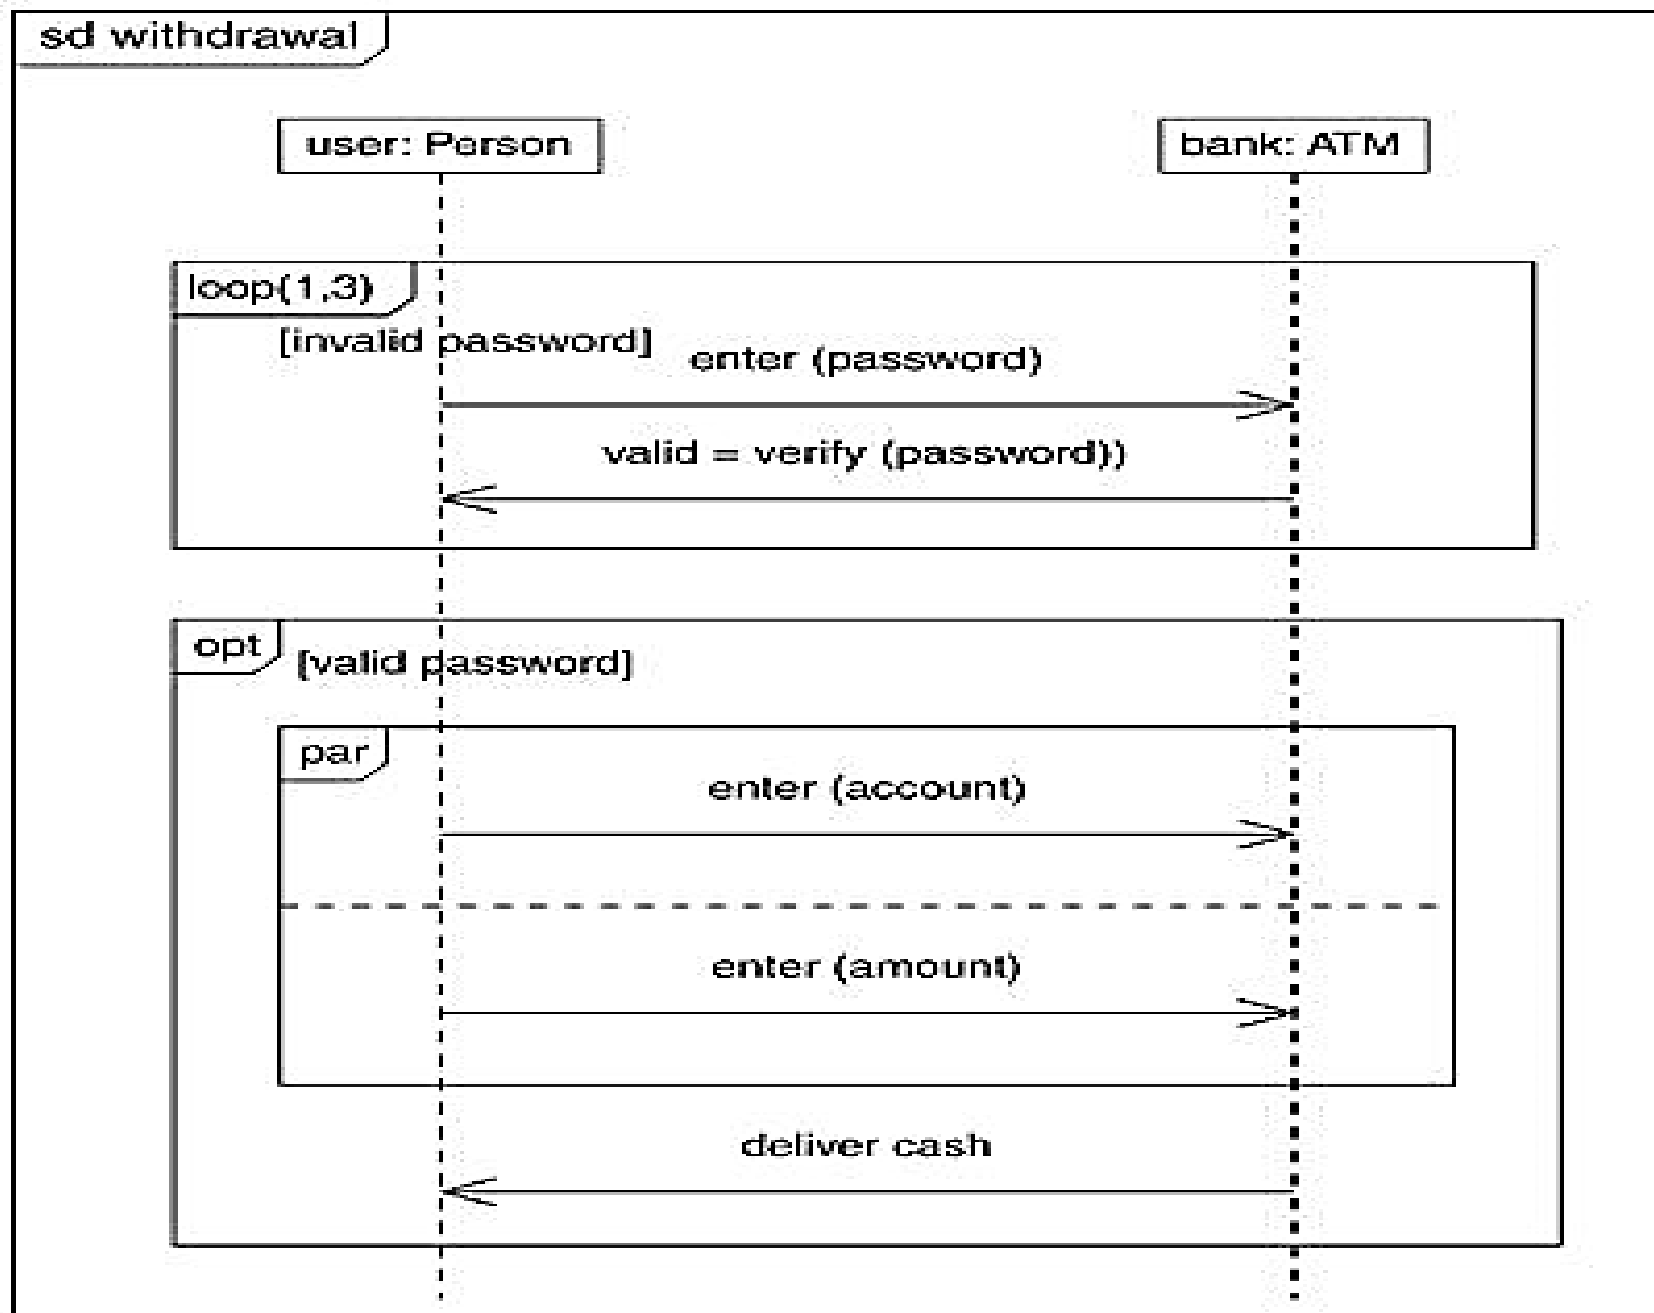 sd withdrawal
user: Person
bank: ATM
loop(1,3)
[invalid password]
enter (password)
valid = verify (password))
opt
[valid password]
par
enter (account)
enter (amount)
deliver cash